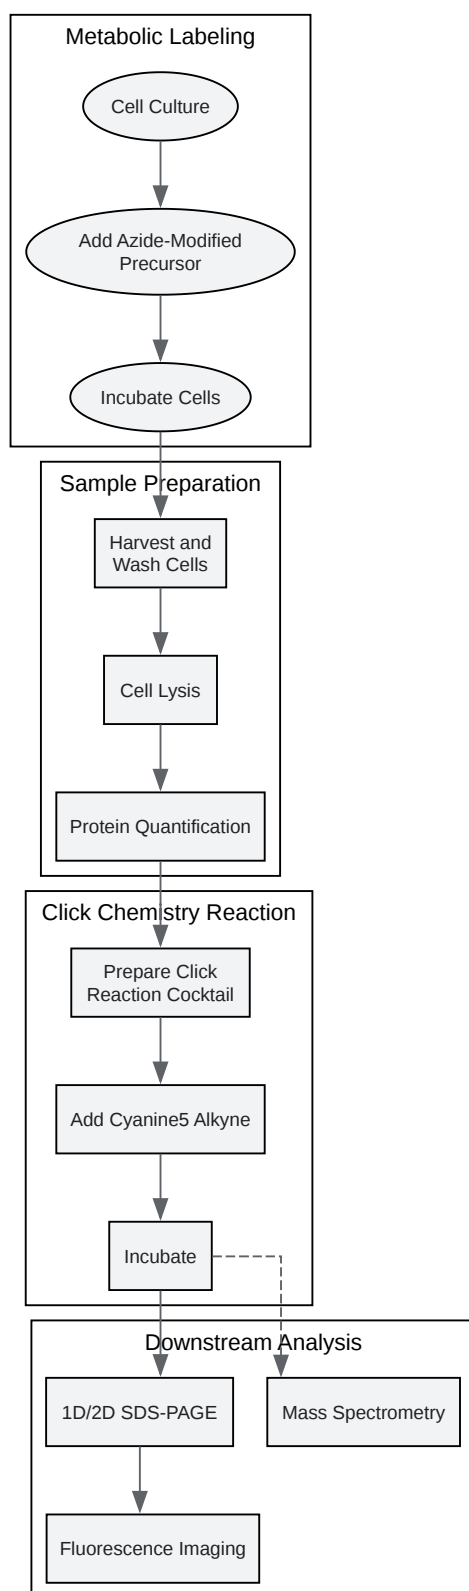 Metabolic Labeling
Cell Culture
Add Azide-Modified
Precursor
Incubate Cells
Sample Preparation
Harvest and
Wash Cells
Cell Lysis
Protein Quantification
Click Chemistry Reaction
Prepare Click
Reaction Cocktail
Add Cyanine5 Alkyne
Incubate
Downstream Analysis
1D/2D SDS-PAGE
Mass Spectrometry
Fluorescence Imaging